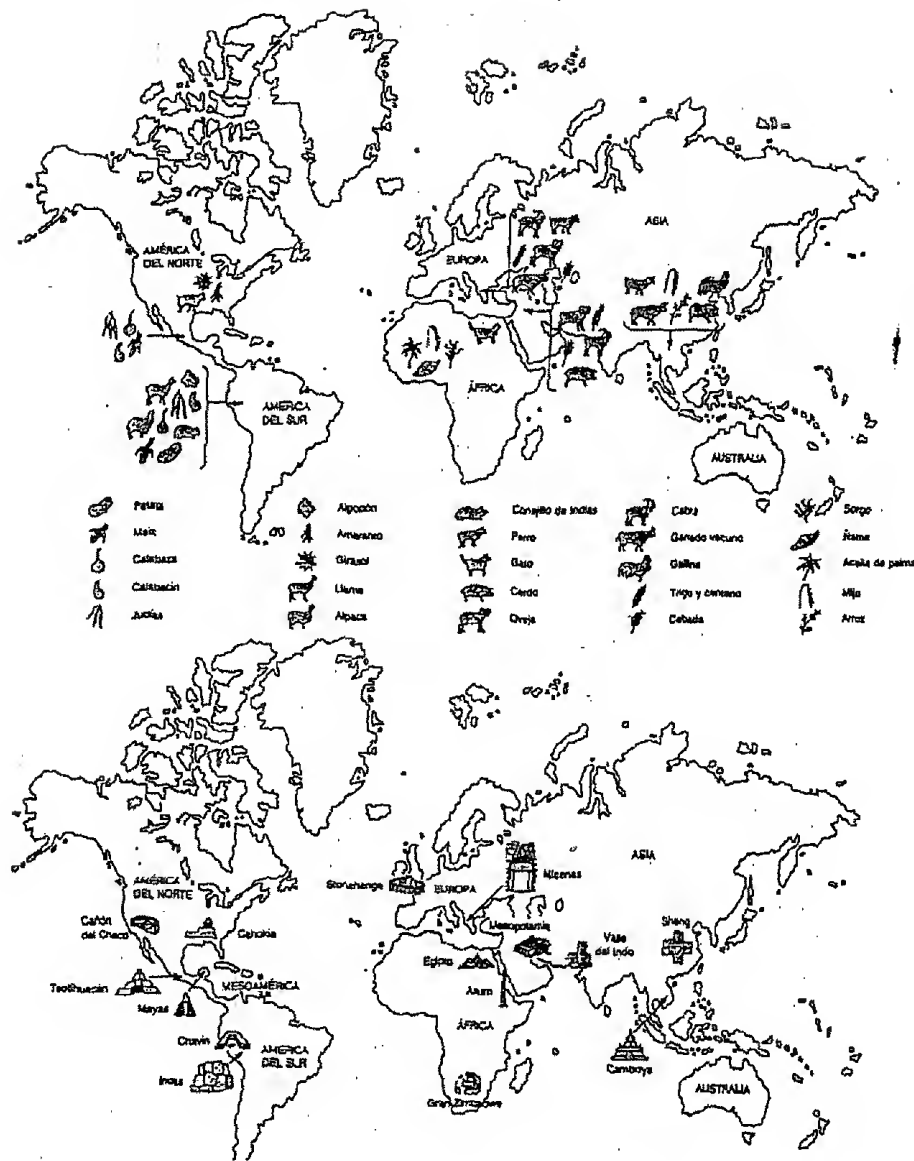 AMÉRICA
DEL NORTE
EUROPA
ASIA
ÁFRICA
AMÉRICA
DEL SUR
AUSTRALIA
Patata
Maíz
Calabaza
Calabacín
Judías
Algodón
Amaranto
Girasol
Llama
Alpaca
Conejillo de Indias
Perro
Gato
Cerdo
Oveja
Cabra
Ganado vacuno
Gallina
Trigo y centeno
Cebada
Sorgo
Ñame
Aceite de palma
Mijo
Arroz
AMÉRICA
DEL NORTE
Cañón
del Chaco
Cahokia
Teotihuacán
Mayas
MESOAMÉRICA
Chavín
Incas
AMÉRICA
DEL SUR
Stonehenge
EUROPA
Micenas
ASIA
Mesopotamia
Valle
del Indo
Shang
Egipto
Axum
ÁFRICA
Gran Zimbabwe
Camboya
AUSTRALIA